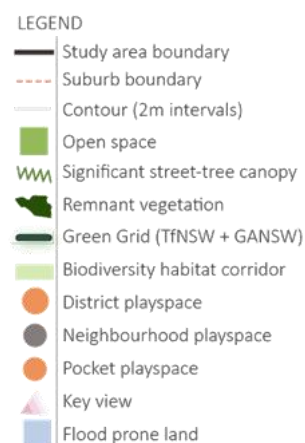 LEGEND
Study area boundary
Suburb boundary
Contour (2m intervals)
Open space
Significant street-tree canopy
Remnant vegetation
Green Grid (TfNSW + GANSW)
Biodiversity habitat corridor
District playspace
Neighbourhood playspace
Pocket playspace
Key view
Flood prone land